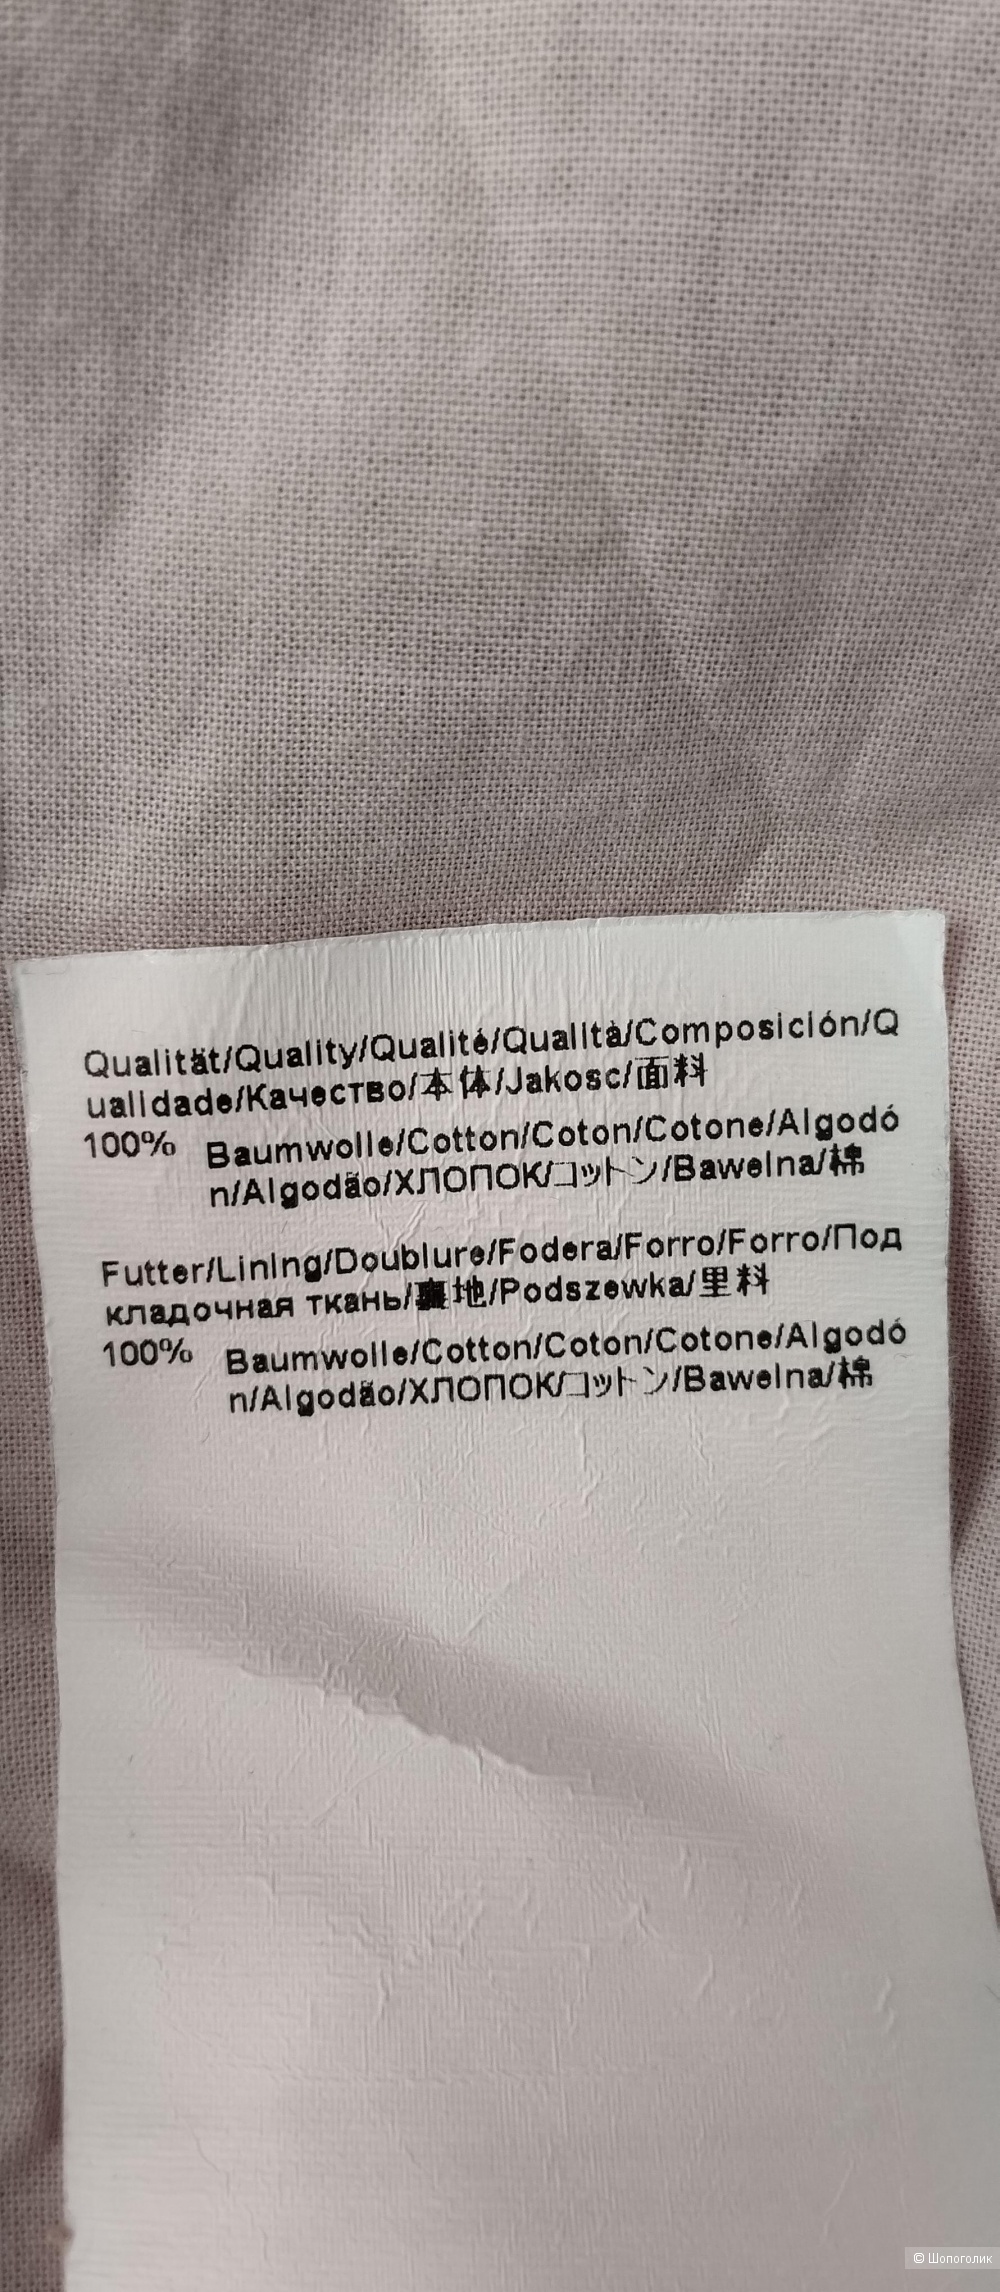 Qualität/Quality/Qualité/Qualità/Composición/Q
ualidade/Качество/本体/Jakosc/面料
100% Baumwolle/Cotton/Coton/Cotone/Algodó
n/Algodão/ХЛОПОК/コットン/Bawelna/棉
Futter/Lining/Doublure/Fodera/Forro/Forro/Под
кладочная ткань/裏地/Podszewka/里料
100% Baumwolle/Cotton/Coton/Cotone/Algodó
n/Algodão/ХЛОПОК/コットン/Bawelna/棉
© Шопоголик